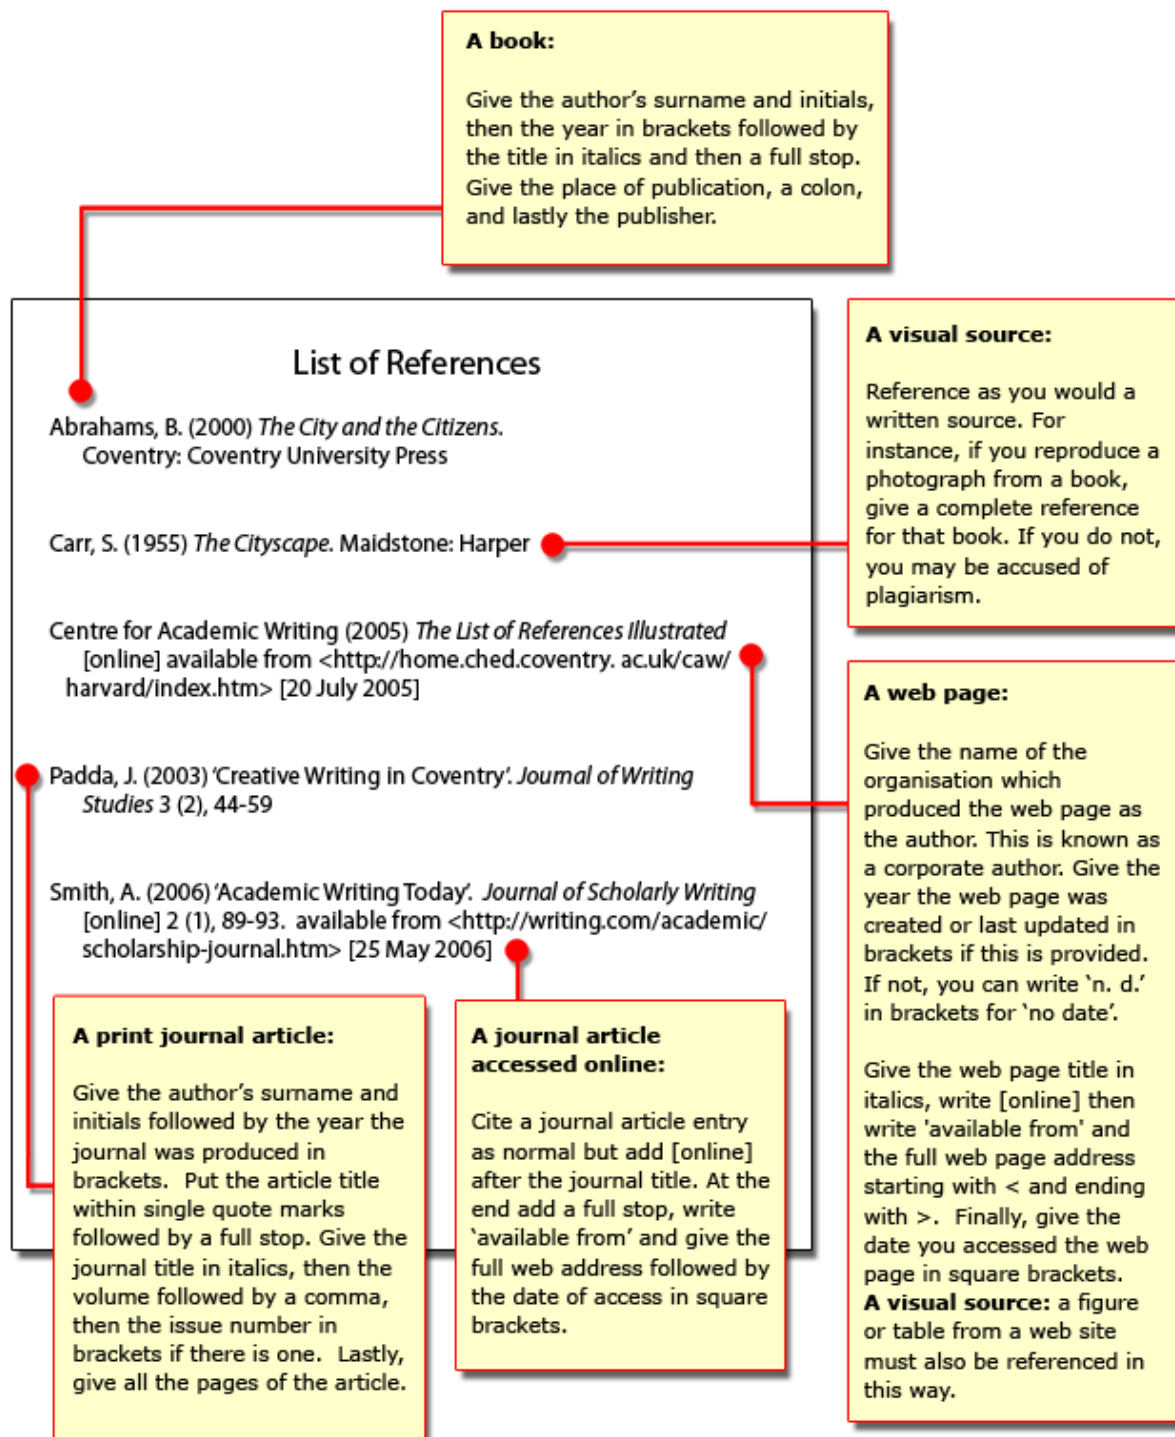 A book:
Give the author's surname and initials,
then the year in brackets followed by
the title in italics and then a full stop.
Give the place of publication, a colon,
and lastly the publisher.
List of References
Abrahams, B. (2000) The City and the Citizens.
Coventry: Coventry University Press
Carr, S. (1955) The Cityscape. Maidstone: Harper
Centre for Academic Writing (2005) The List of References Illustrated
[online] available from <http://home.ched.coventry. ac.uk/caw/
harvard/index.htm> [20 July 2005]
Padda, J. (2003) 'Creative Writing in Coventry'. Journal of Writing
Studies 3 (2), 44-59
Smith, A. (2006) 'Academic Writing Today'. Journal of Scholarly Writing
[online] 2 (1), 89-93. available from <http://writing.com/academic/
scholarship-journal.htm> [25 May 2006]
A visual source:
Reference as you would a
written source. For
instance, if you reproduce a
photograph from a book,
give a complete reference
for that book. If you do not,
you may be accused of
plagiarism.
A web page:
Give the name of the
organisation which
produced the web page as
the author. This is known as
a corporate author. Give the
year the web page was
created or last updated in
brackets if this is provided.
If not, you can write 'n. d.'
in brackets for 'no date'.
Give the web page title in
italics, write [online] then
write 'available from' and
the full web page address
starting with < and ending
with >. Finally, give the
date you accessed the web
page in square brackets.
A visual source: a figure
or table from a web site
must also be referenced in
this way.
A print journal article:
Give the author's surname and
initials followed by the year the
journal was produced in
brackets. Put the article title
within single quote marks
followed by a full stop. Give the
journal title in italics, then the
volume followed by a comma,
then the issue number in
brackets if there is one. Lastly,
give all the pages of the article.
A journal article
accessed online:
Cite a journal article entry
as normal but add [online]
after the journal title. At the
end add a full stop, write
'available from' and give the
full web address followed by
the date of access in square
brackets.